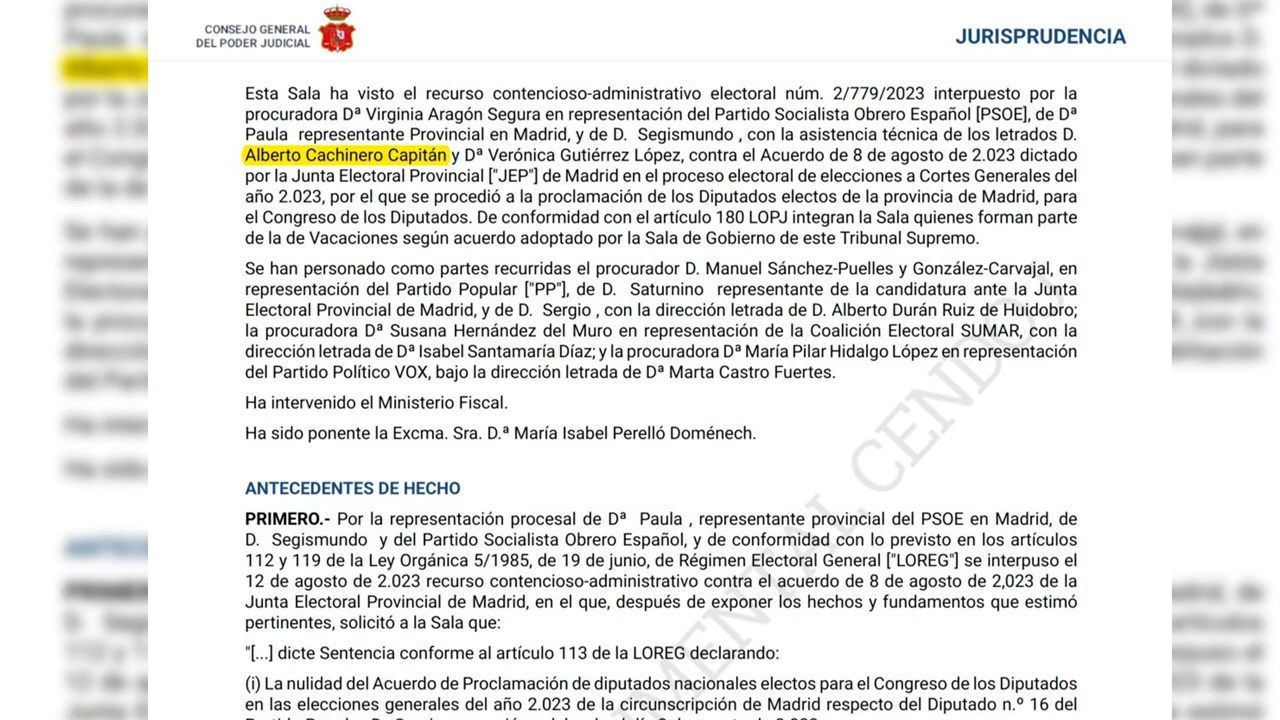 CONSEJO GENERAL
DEL PODER JUDICIAL
JURISPRUDENCIA
Esta Sala ha visto el recurso contencioso-administrativo electoral núm. 2/779/2023 interpuesto por la
procuradora Dª Virginia Aragón Segura en representación del Partido Socialista Obrero Español [PSOE], de Dª
Paula representante Provincial en Madrid, y de D. Segismundo , con la asistencia técnica de los letrados D.
Alberto Cachinero Capitán y Dª Verónica Gutiérrez López, contra el Acuerdo de 8 de agosto de 2.023 dictado
por la Junta Electoral Provincial ["JEP"] de Madrid en el proceso electoral de elecciones a Cortes Generales del
año 2.023, por el que se procedió a la proclamación de los Diputados electos de la provincia de Madrid, para
el Congreso de los Diputados. De conformidad con el artículo 180 LOPJ integran la Sala quienes forman parte
de la de Vacaciones según acuerdo adoptado por la Sala de Gobierno de este Tribunal Supremo.
Se han personado como partes recurridas el procurador D. Manuel Sánchez-Puelles y González-Carvajal, en
representación del Partido Popular ["PP"], de D. Saturnino representante de la candidatura ante la Junta
Electoral Provincial de Madrid, y de D. Sergio , con la dirección letrada de D. Alberto Durán Ruiz de Huidobro;
la procuradora Dª Susana Hernández del Muro en representación de la Coalición Electoral SUMAR, con la
dirección letrada de Dª Isabel Santamaría Díaz; y la procuradora Dª María Pilar Hidalgo López en representación
del Partido Político VOX, bajo la dirección letrada de Dª Marta Castro Fuertes.
Ha intervenido el Ministerio Fiscal.
Ha sido ponente la Excma. Sra. D.ª María Isabel Perelló Doménech.
ANTECEDENTES DE HECHO
PRIMERO.- Por la representación procesal de Dª Paula , representante provincial del PSOE en Madrid, de
D. Segismundo y del Partido Socialista Obrero Español, y de conformidad con lo previsto en los artículos
112 y 119 de la Ley Orgánica 5/1985, de 19 de junio, de Régimen Electoral General ["LOREG"] se interpuso el
12 de agosto de 2.023 recurso contencioso-administrativo contra el acuerdo de 8 de agosto de 2,023 de la
Junta Electoral Provincial de Madrid, en el que, después de exponer los hechos y fundamentos que estimó
pertinentes, solicitó a la Sala que:
"[...] dicte Sentencia conforme al artículo 113 de la LOREG declarando:
(i) La nulidad del Acuerdo de Proclamación de diputados nacionales electos para el Congreso de los Diputados
en las elecciones generales del año 2.023 de la circunscripción de Madrid respecto del Diputado n.º 16 del